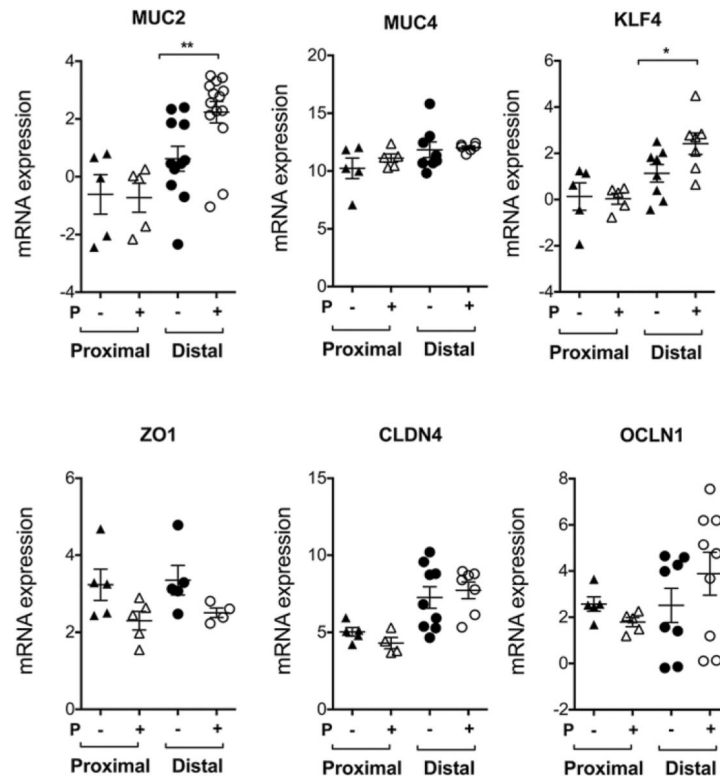 MUC2
mRNA expression
4
2
0
-2
-4
**
P - + - +
Proximal Distal
MUC4
mRNA expression
20
15
10
5
0
P - + - +
Proximal Distal
KLF4
mRNA expression
6
4
2
0
-2
-4
*
P - + - +
Proximal Distal
ZO1
mRNA expression
6
4
2
0
P - + - +
Proximal Distal
CLDN4
mRNA expression
15
10
5
0
P - + - +
Proximal Distal
OCLN1
mRNA expression
8
6
4
2
0
-2
P - + - +
Proximal Distal